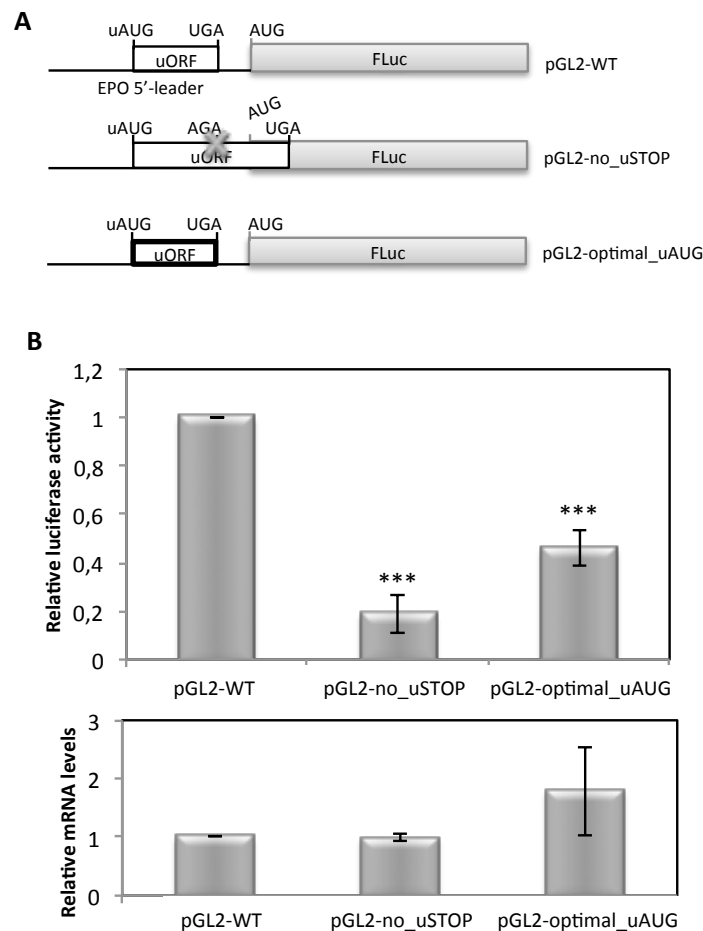 A
uAUG UGA AUG
uORF FLuc pGL2-WT
EPO 5'-leader
AUG
uAUG AGA UGA
uORF FLuc pGL2-no_uSTOP
uAUG UGA AUG
uORF FLuc pGL2-optimal_uAUG
B
Relative luciferase activity
1,2
1
0,8
0,6
0,4
0,2
0
***
***
pGL2-WT pGL2-no_uSTOP pGL2-optimal_uAUG
Relative mRNA levels
3
2
1
0
pGL2-WT pGL2-no_uSTOP pGL2-optimal_uAUG